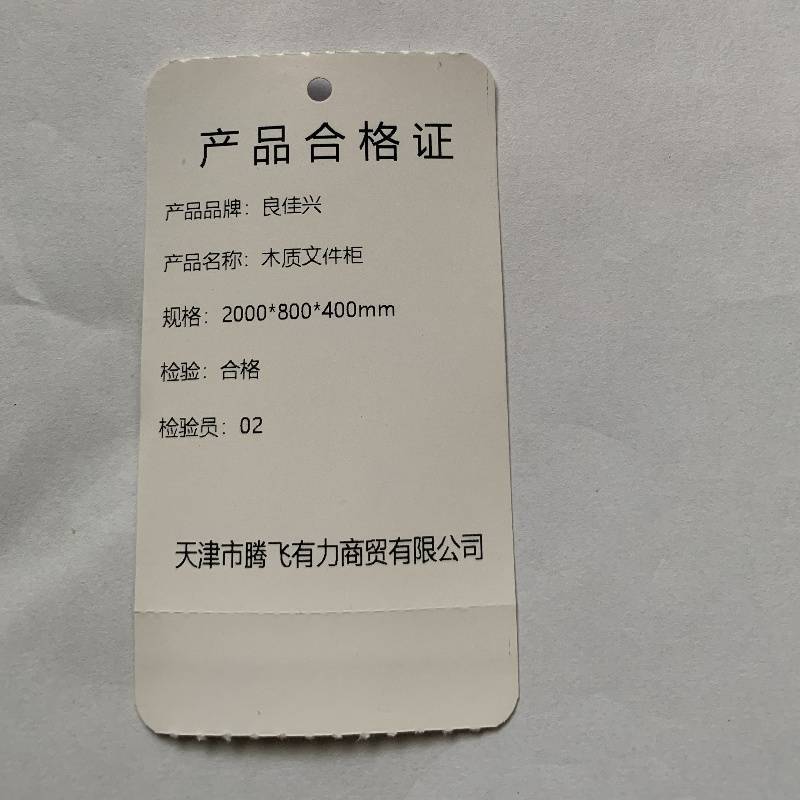 产品合格证
产品品牌：良佳兴
产品名称：木质文件柜
规格：2000*800*400mm
检验：合格
检验员：02
天津市腾飞有力商贸有限公司